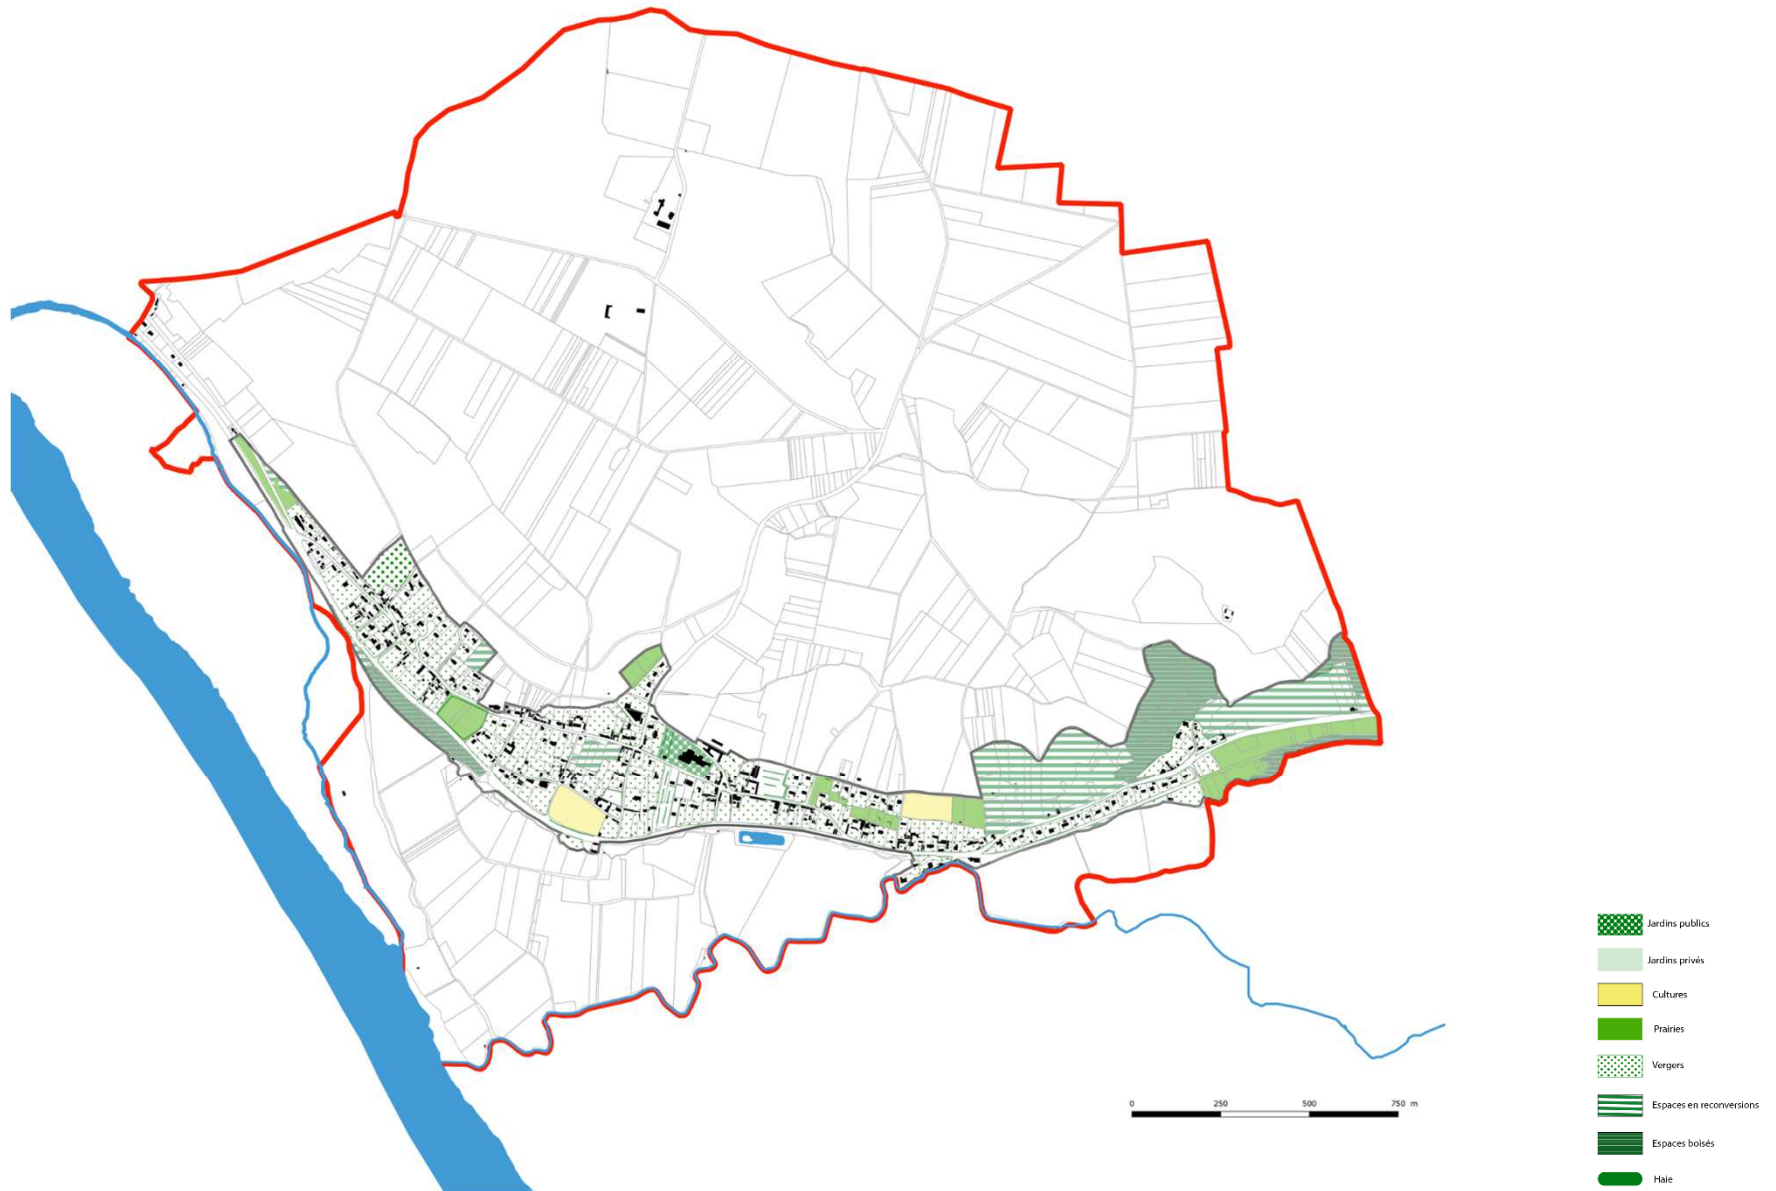 Jardins publics
Jardins privés
Cultures
Prairies
Vergers
Espaces en reconversions
0 250 500 750 m
Espaces boisés
Haie